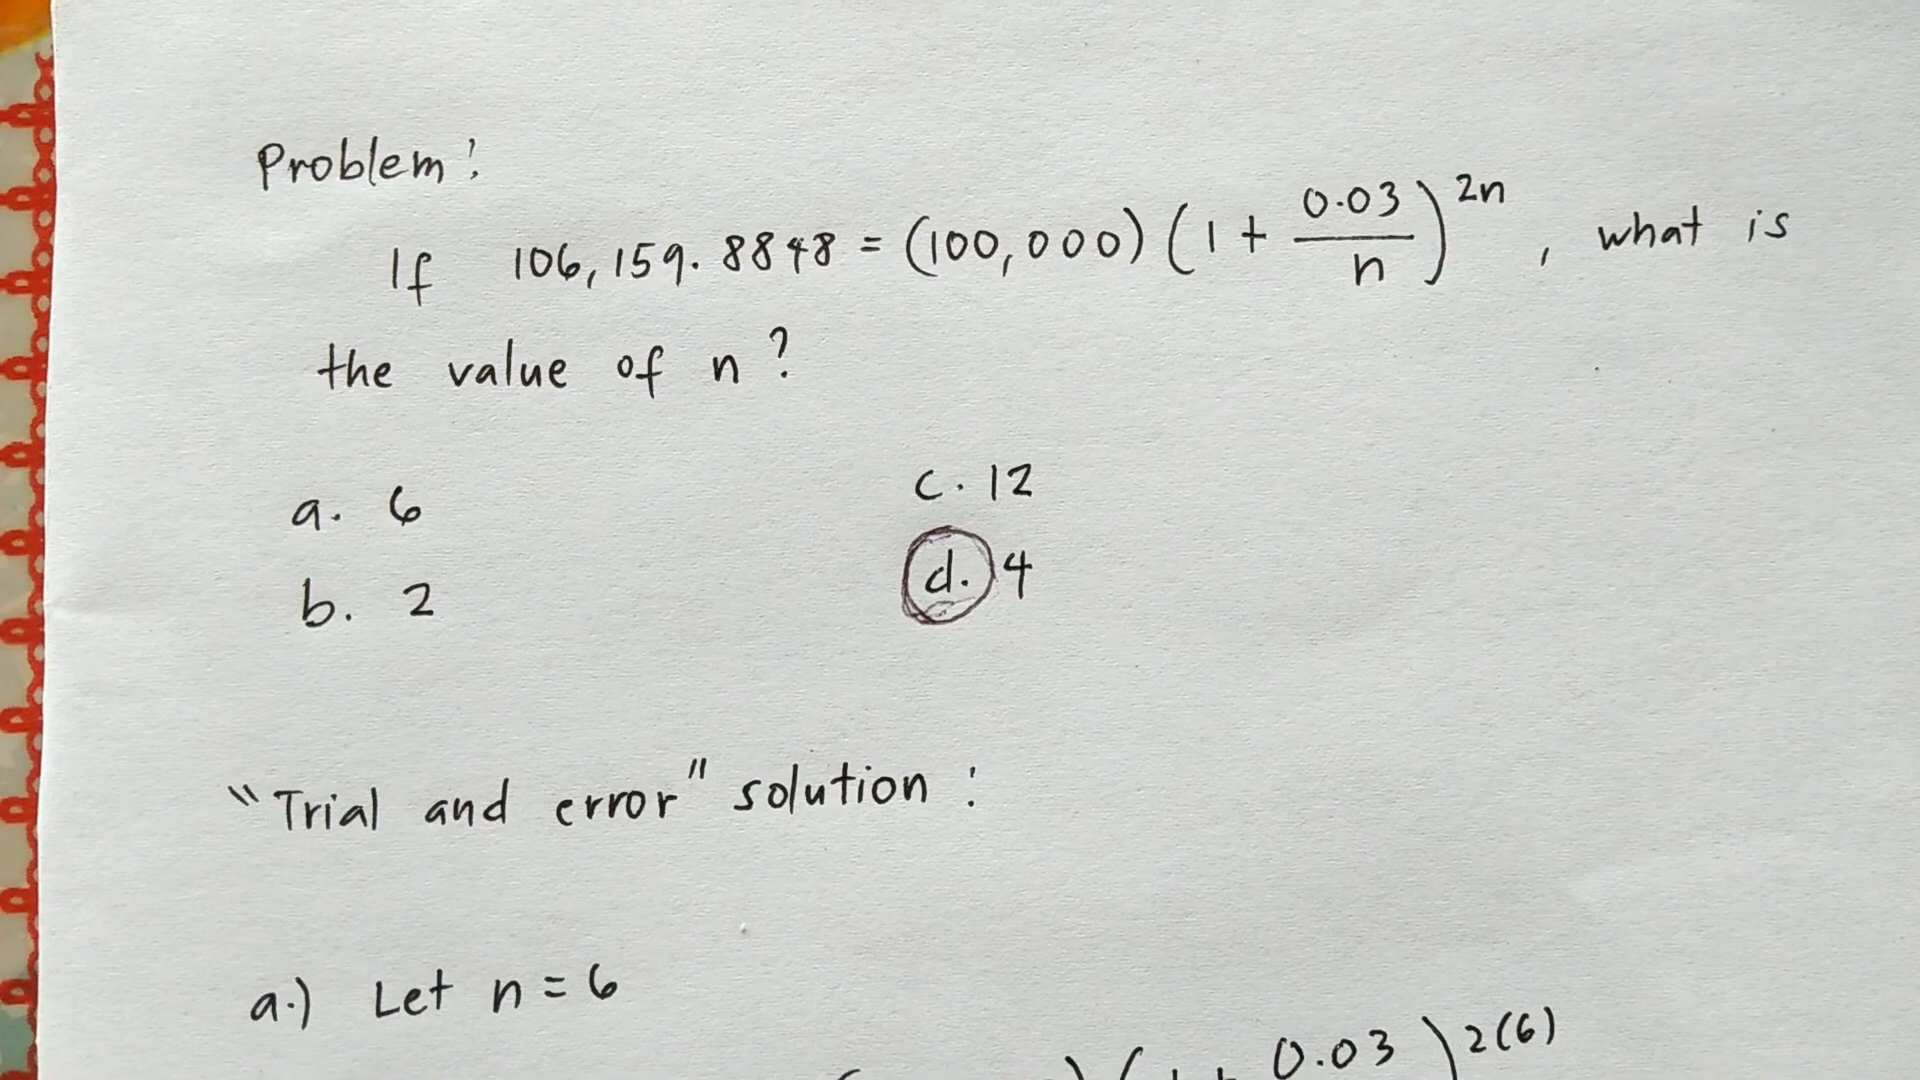 Problem:
If 106,159.8848 = (100,000) (1 + 0.03/n)^2n, what is
the value of n?
a. 6
c. 12
b. 2
d. 4
"Trial and error" solution:
a.) Let n = 6
0.03 )^2(6)